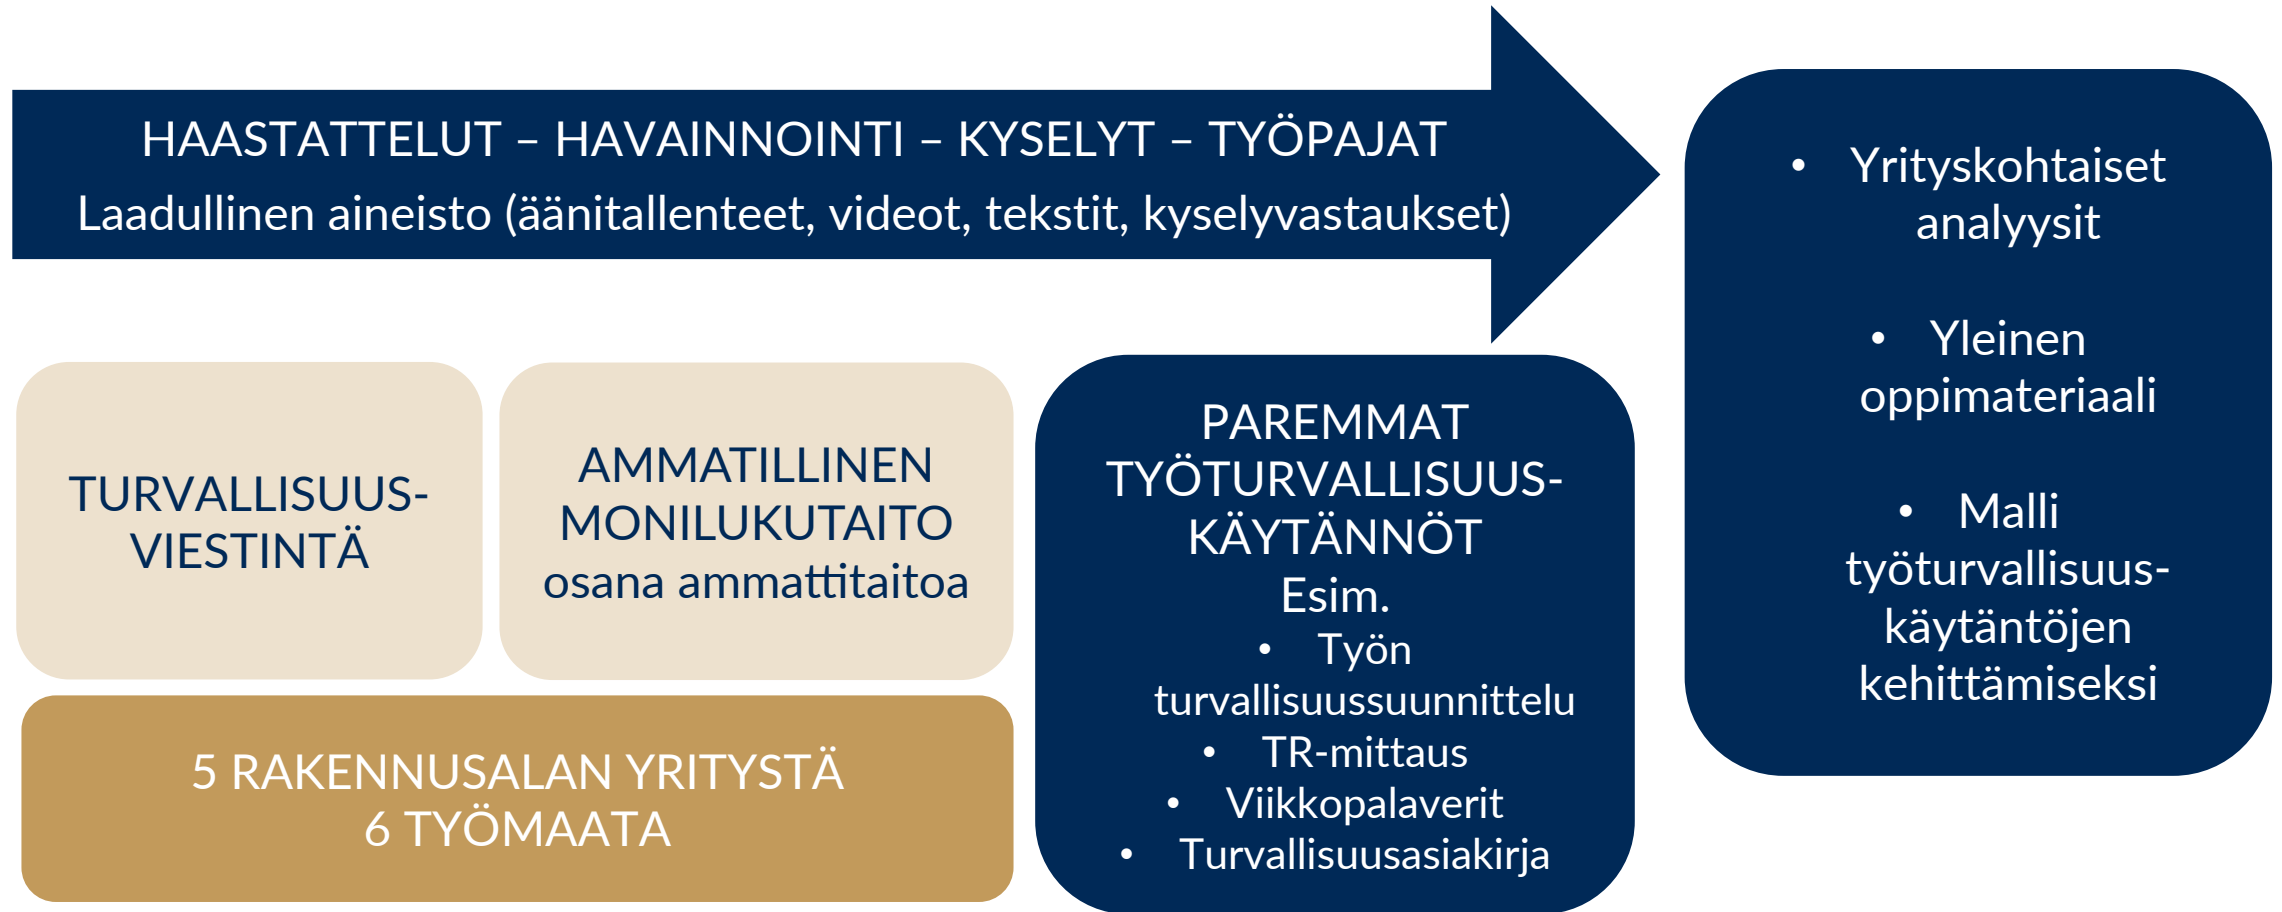 HAASTATTELUT – HAVAINNOINTI – KYSELYT – TYÖPAJAT
Laadullinen aineisto (äänitallenteet, videot, tekstit, kyselyvastaukset)
• Yrityskohtaiset
analyysit
• Yleinen
oppimateriaali
• Malli
työturvallisuus-
käytäntöjen
kehittämiseksi
TURVALLISUUS-
VIESTINTÄ
AMMATILLINEN
MONILUKUTAITO
osana ammattitaitoa
PAREMMAT
TYÖTURVALLISUUS-
KÄYTÄNNÖT
Esim.
• Työn
turvallisuussuunnittelu
• TR-mittaus
• Viikkopalaverit
• Turvallisuusasiakirja
5 RAKENNUSALAN YRITYSTÄ
6 TYÖMAATA